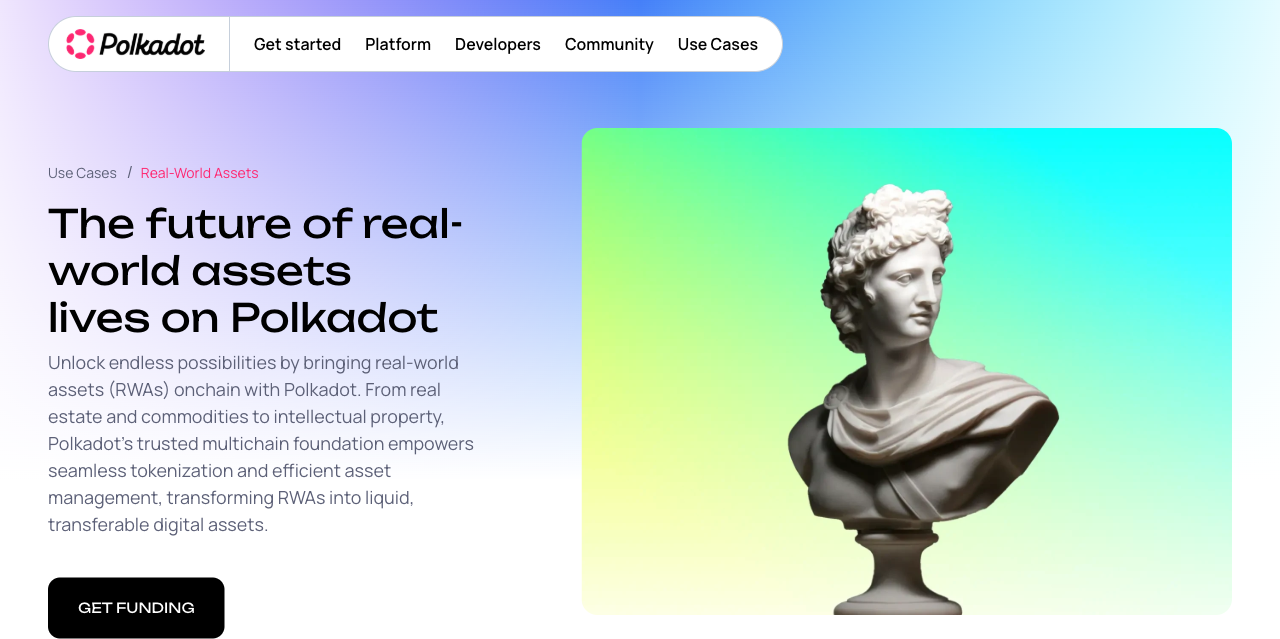 Polkadot
Get started
Platform
Developers
Community
Use Cases
Use Cases / Real-World Assets
The future of real-
world assets
lives on Polkadot
Unlock endless possibilities by bringing real-world
assets (RWAs) onchain with Polkadot. From real
estate and commodities to intellectual property,
Polkadot’s trusted multichain foundation empowers
seamless tokenization and efficient asset
management, transforming RWAs into liquid,
transferable digital assets.
GET FUNDING